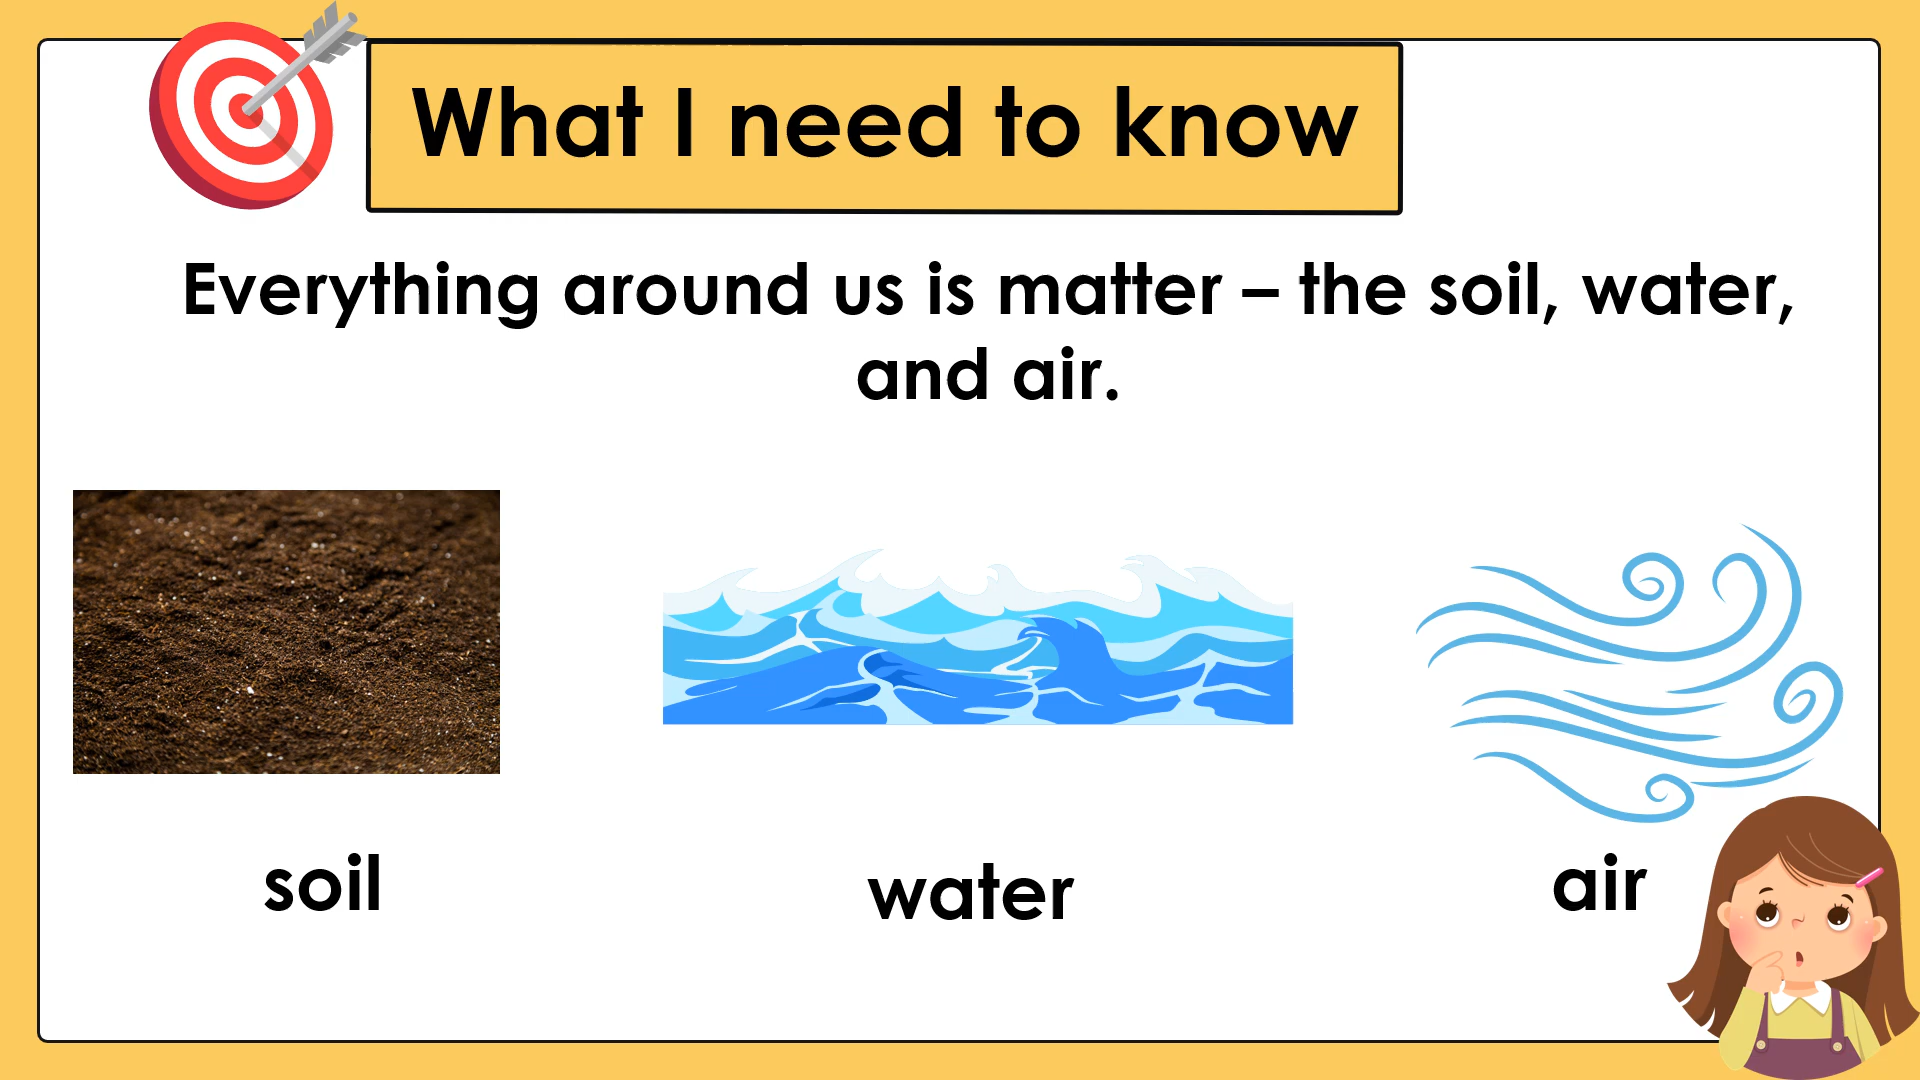 What I need to know
Everything around us is matter – the soil, water,
and air.
soil
water
air